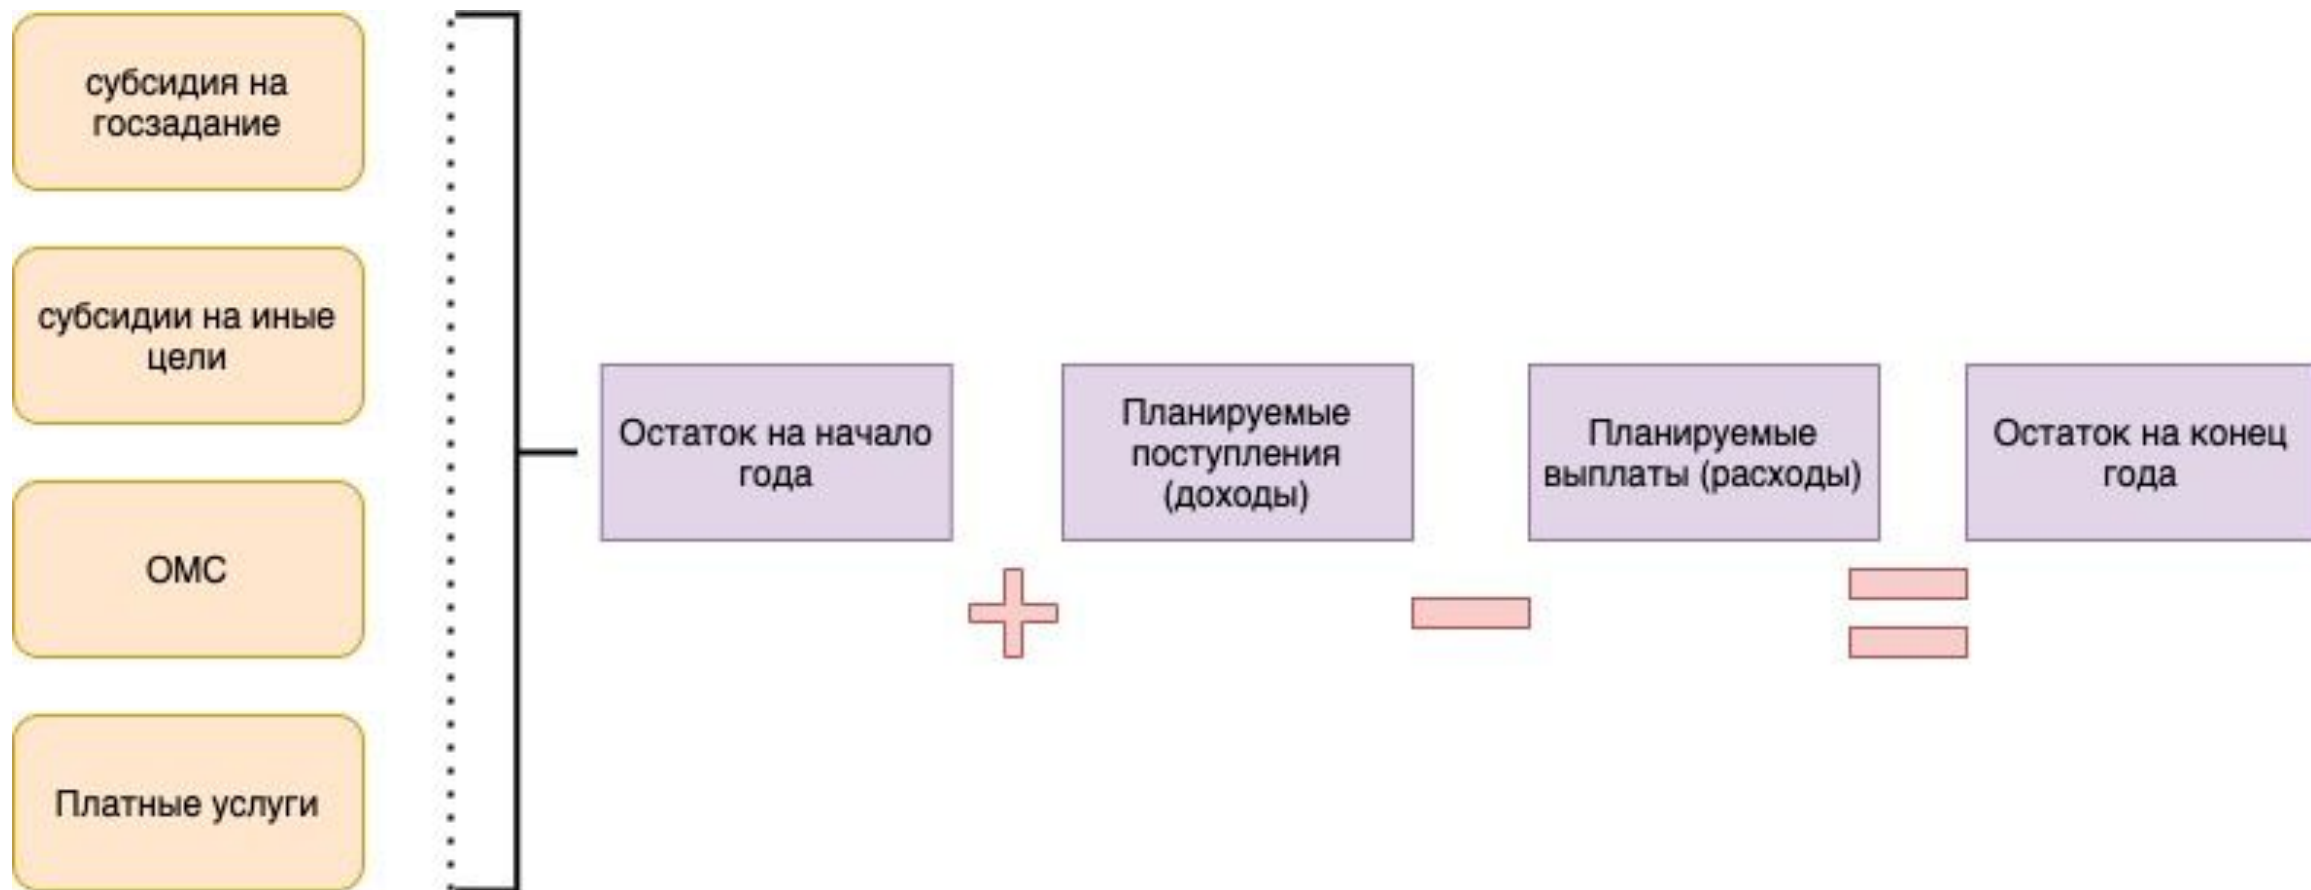 субсидия на
госзадание
субсидии на иные
цели
ОМС
Платные услуги
Остаток на начало
года
Планируемые
поступления
(доходы)
Планируемые
выплаты (расходы)
Остаток на конец
года